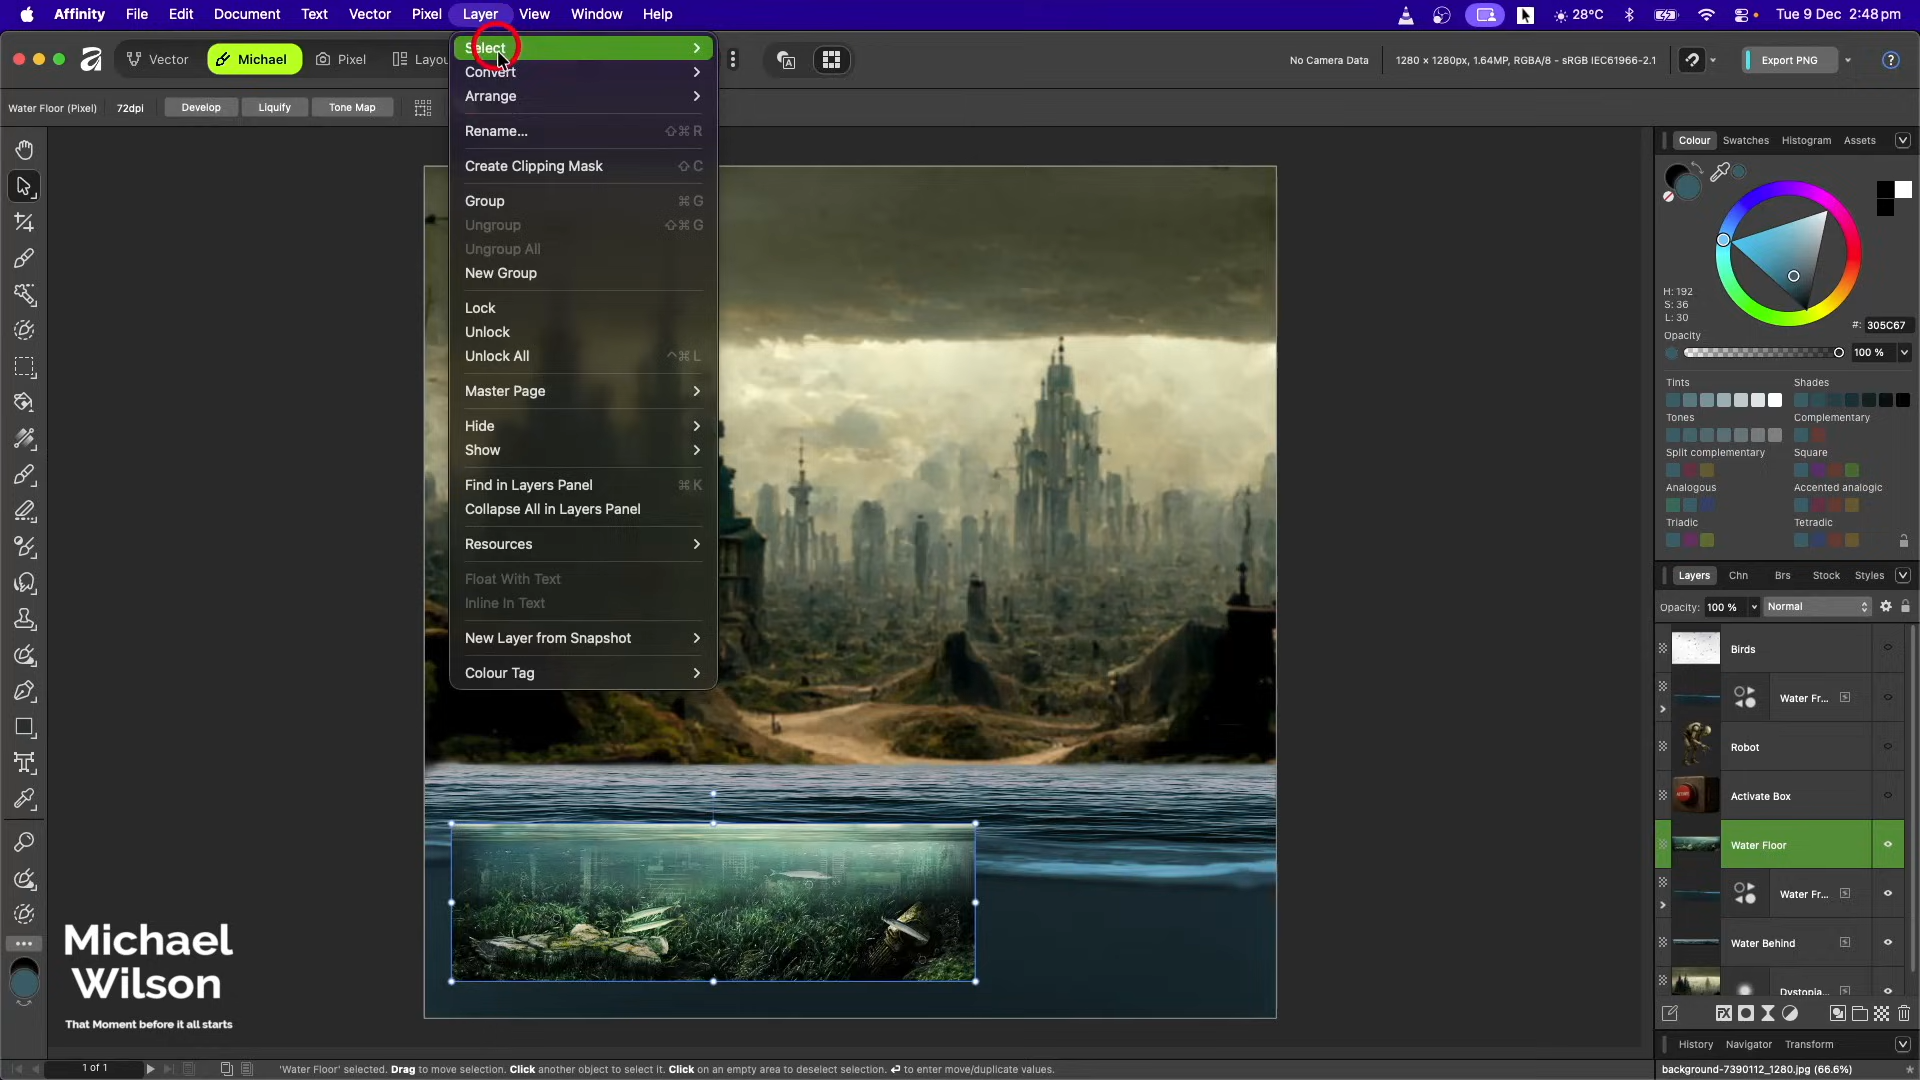 Affinity File Edit Document Text Vector Pixel Layer View Window Help 28°C Tue 9 Dec 2:48 pm
Vector Michael Pixel Layou No Camera Data 1280 x 1280px, 1.64MP, RGBA/8 - sRGB IEC61966-2.1 Export PNG
Water Floor (Pixel) 72dpi Develop Liquify Tone Map
Select
Convert
Arrange
Rename... ⇧⌘R
Create Clipping Mask ⇧C
Group ⌘G
Ungroup ⇧⌘G
Ungroup All
New Group
Lock
Unlock
Unlock All ^⌘L
Master Page
Hide
Show
Find in Layers Panel ⌘K
Collapse All in Layers Panel
Resources
Float With Text
Inline In Text
New Layer from Snapshot
Colour Tag
Colour Swatches Histogram Assets
H: 192
S: 36
L: 30
#: 305C67
Opacity
100 %
Tints Shades
Tones Complementary
Split complementary Square
Analogous Accented analogic
Triadic Tetradic
Layers Chn Brs Stock Styles
Opacity: 100 % Normal
Birds
Water Fr...
Robot
Activate Box
Water Floor
Water Fr...
Water Behind
Dystopia...
History Navigator Transform
Michael
Wilson
That Moment before it all starts
1 of 1 'Water Floor' selected. Drag to move selection. Click another object to select it. Click on an empty area to deselect selection. ⏎ to enter move/duplicate values. background-7390112_1280.jpg (66.6%)